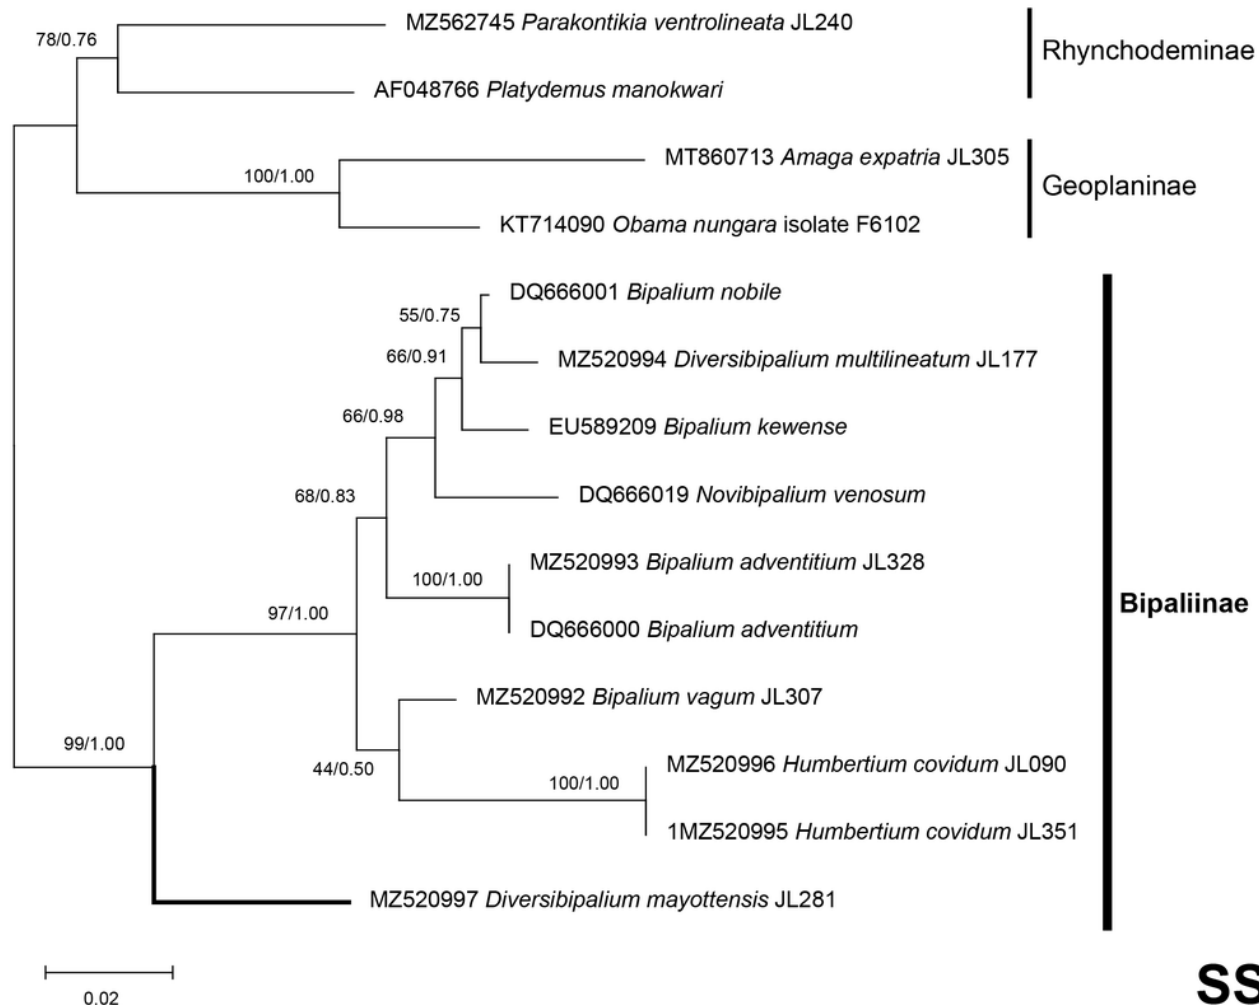 78/0.76
MZ562745 Parakontikia ventrolineata JL240
AF048766 Platydemus manokwari
Rhynchodeminae
100/1.00
MT860713 Amaga expatria JL305
KT714090 Obama nungara isolate F6102
Geoplaninae
DQ666001 Bipalium nobile
55/0.75
MZ520994 Diversibipalium multilineatum JL177
66/0.91
EU589209 Bipalium kewense
66/0.98
DQ666019 Novibipalium venosum
68/0.83
MZ520993 Bipalium adventitium JL328
100/1.00
DQ666000 Bipalium adventitium
Bipaliinae
97/1.00
MZ520992 Bipalium vagum JL307
99/1.00
44/0.50
MZ520996 Humbertium covidum JL090
100/1.00
1MZ520995 Humbertium covidum JL351
MZ520997 Diversibipalium mayottensis JL281
0.02
SS